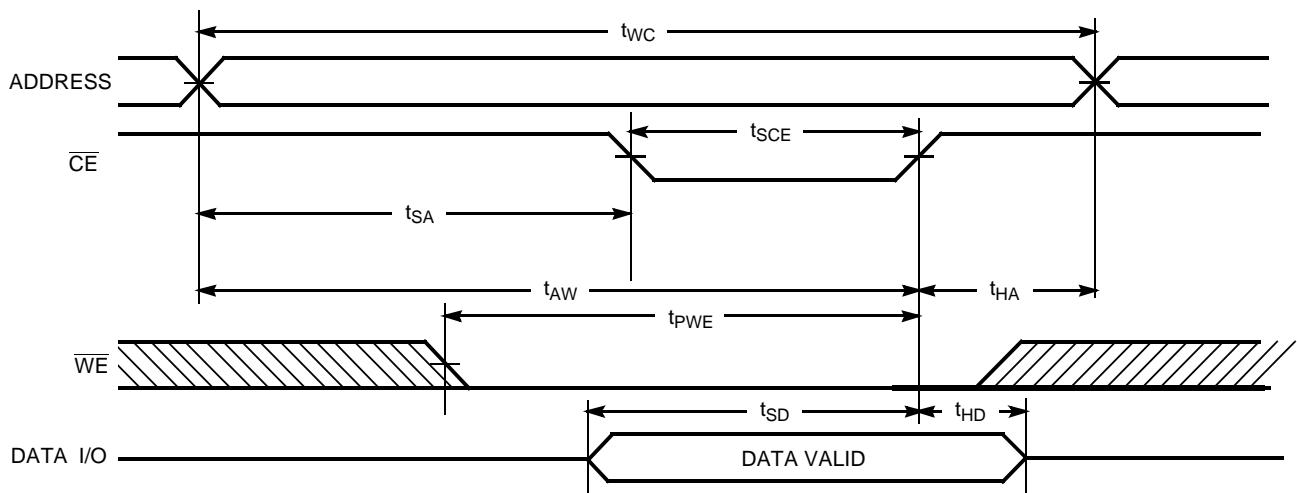 tWC
ADDRESS
tSCE
CE
tSA
tAW
tHA
tPWE
WE
tSD
tHD
DATA I/O
DATA VALID